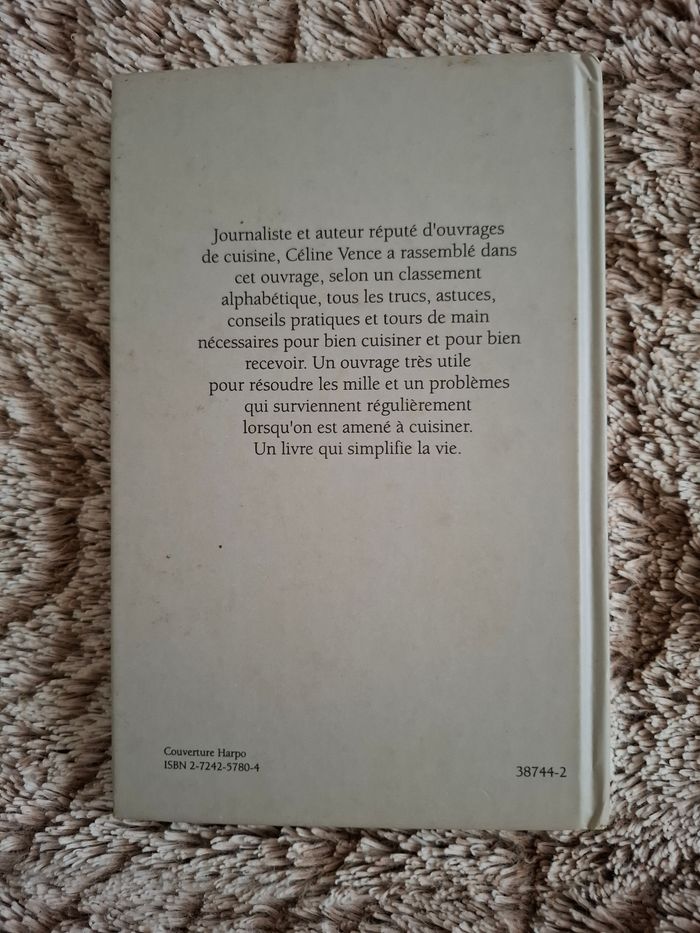 Journaliste et auteur réputé d'ouvrages
de cuisine, Céline Vence a rassemblé dans
cet ouvrage, selon un classement
alphabétique, tous les trucs, astuces,
conseils pratiques et tours de main
nécessaires pour bien cuisiner et pour bien
recevoir. Un ouvrage très utile
pour résoudre les mille et un problèmes
qui surviennent régulièrement
lorsqu'on est amené à cuisiner.
Un livre qui simplifie la vie.
Couverture Harpo
ISBN 2-7242-5780-4
38744-2